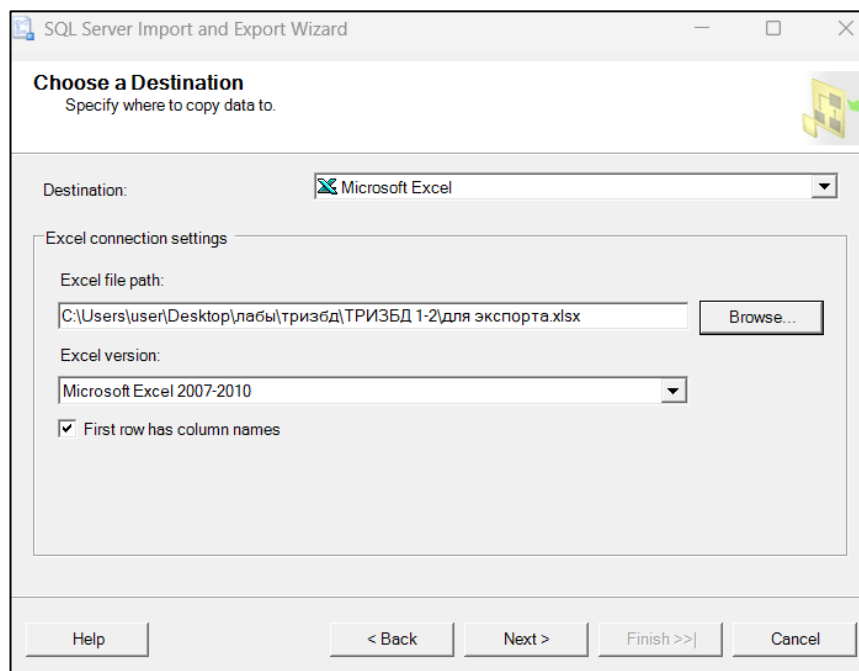 SQL Server Import and Export Wizard
Choose a Destination
Specify where to copy data to.
Destination:
Microsoft Excel
Excel connection settings
Excel file path:
C:\Users\user\Desktop\лабы\тризбд\ТРИЗБД 1-2\для экспорта.xlsx
Browse...
Excel version:
Microsoft Excel 2007-2010
First row has column names
Help
< Back
Next >
Finish >>|
Cancel